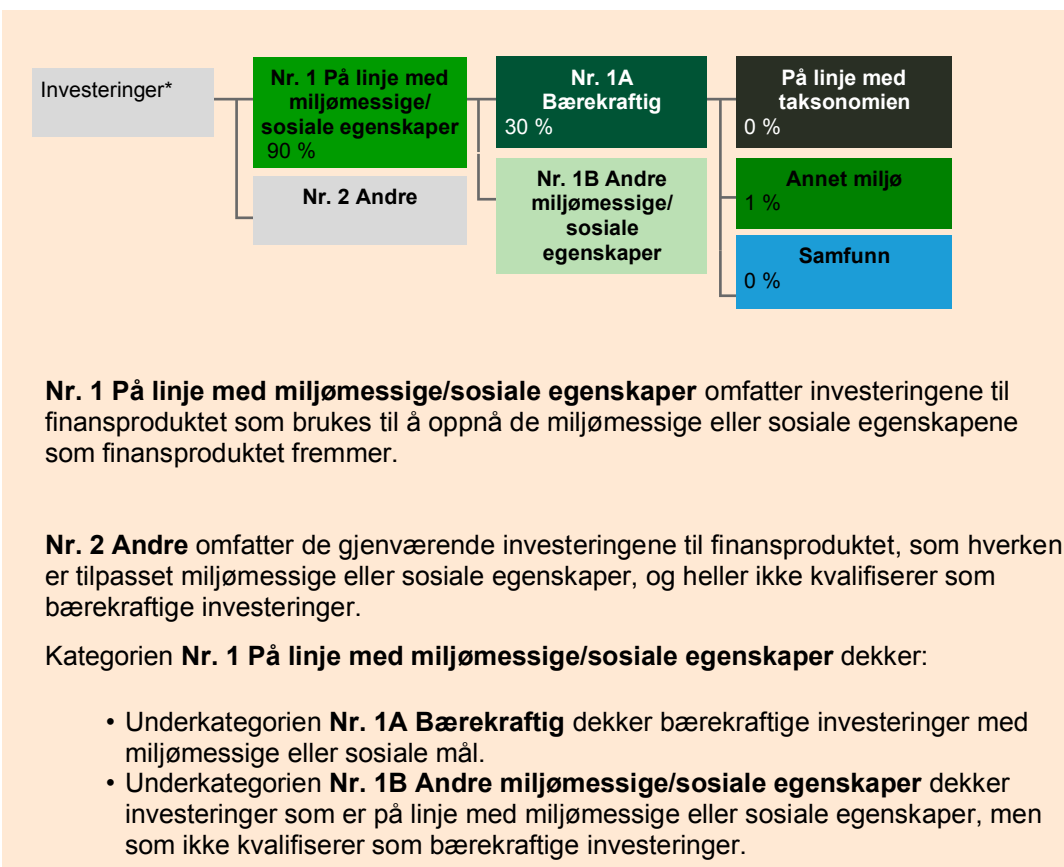 Investeringer*
Nr. 1 På linje med
miljømessige/
sosiale egenskaper
90 %
Nr. 2 Andre
Nr. 1A
Bærekraftig
30 %
Nr. 1B Andre
miljømessige/
sosiale
egenskaper
På linje med
taksonomien
0 %
Annet miljø
1 %
Samfunn
0 %
Nr. 1 På linje med miljømessige/sosiale egenskaper omfatter investeringene til
finansproduktet som brukes til å oppnå de miljømessige eller sosiale egenskapene
som finansproduktet fremmer.
Nr. 2 Andre omfatter de gjenværende investeringene til finansproduktet, som hverken
er tilpasset miljømessige eller sosiale egenskaper, og heller ikke kvalifiserer som
bærekraftige investeringer.
Kategorien Nr. 1 På linje med miljømessige/sosiale egenskaper dekker:
• Underkategorien Nr. 1A Bærekraftig dekker bærekraftige investeringer med
miljømessige eller sosiale mål.
• Underkategorien Nr. 1B Andre miljømessige/sosiale egenskaper dekker
investeringer som er på linje med miljømessige eller sosiale egenskaper, men
som ikke kvalifiserer som bærekraftige investeringer.